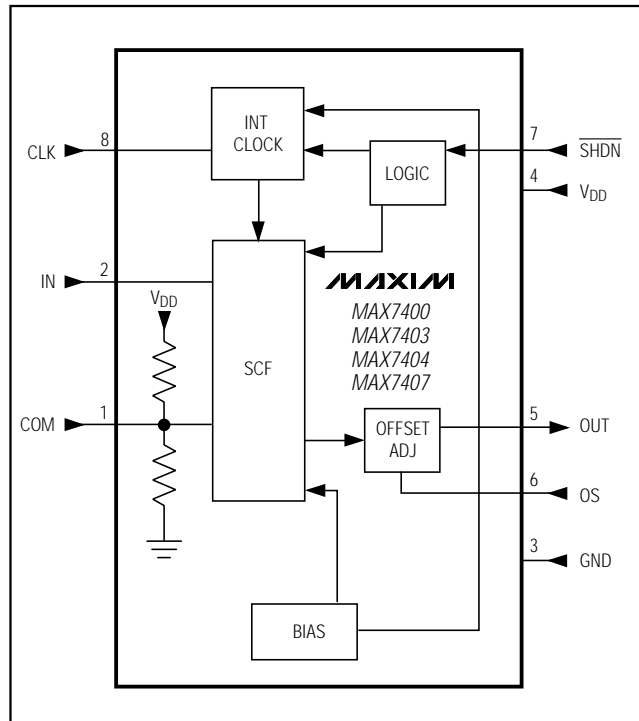 INT
CLOCK
8
CLK
7
SHDN
LOGIC
4
VDD
2
IN
VDD
MAXIM
MAX7400
MAX7403
MAX7404
MAX7407
SCF
1
COM
OFFSET
ADJ
5
OUT
6
OS
3
GND
BIAS